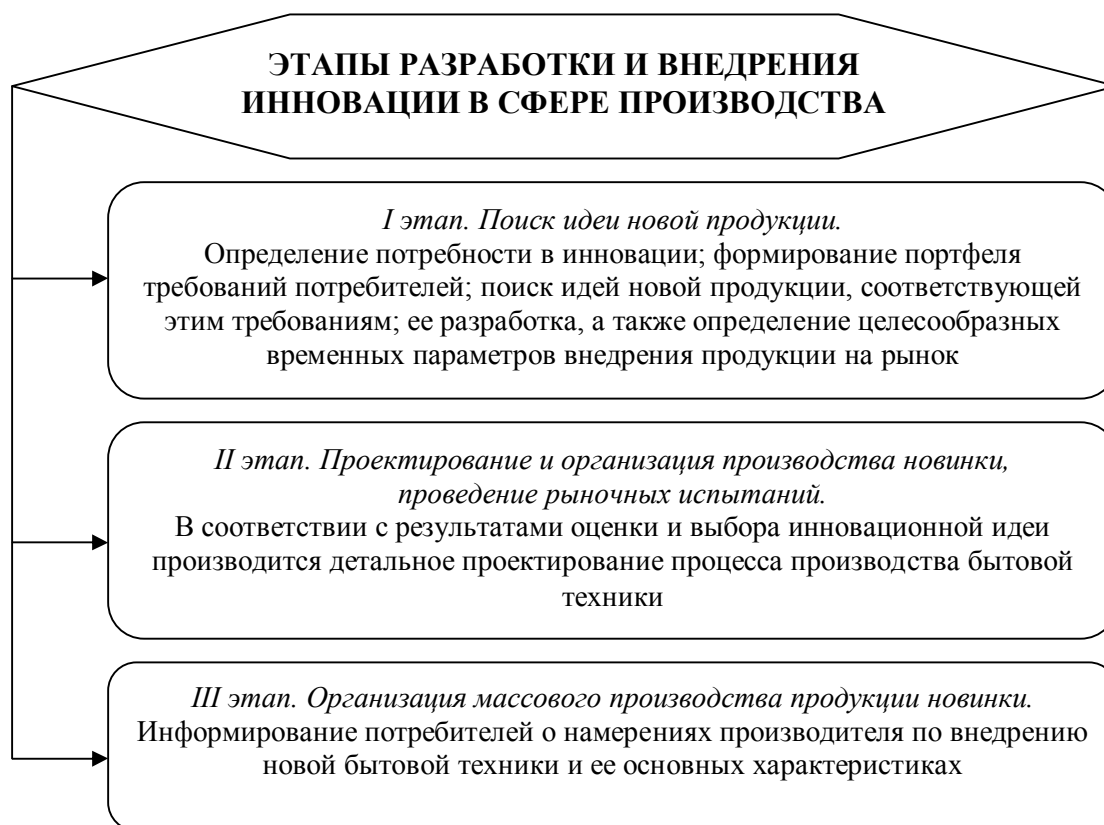 ЭТАПЫ РАЗРАБОТКИ И ВНЕДРЕНИЯ
ИННОВАЦИИ В СФЕРЕ ПРОИЗВОДСТВА
I этап. Поиск идеи новой продукции.
Определение потребности в инновации; формирование портфеля
требований потребителей; поиск идей новой продукции, соответствующей
этим требованиям; ее разработка, а также определение целесообразных
временных параметров внедрения продукции на рынок
II этап. Проектирование и организация производства новинки,
проведение рыночных испытаний.
В соответствии с результатами оценки и выбора инновационной идеи
производится детальное проектирование процесса производства бытовой
техники
III этап. Организация массового производства продукции новинки.
Информирование потребителей о намерениях производителя по внедрению
новой бытовой техники и ее основных характеристиках